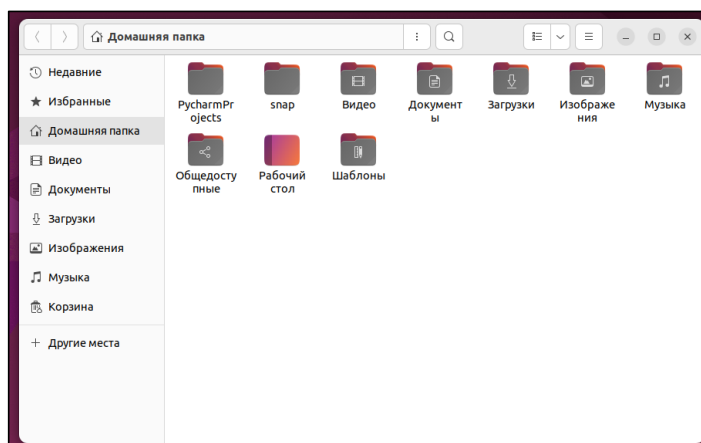 Домашняя папка
Недавние
Избранные
Домашняя папка
Видео
Документы
Загрузки
Изображения
Музыка
Корзина
Другие места
PycharmPr
ojects
snap
Видео
Документ
ы
Загрузки
Изображе
ния
Музыка
Общедосту
пные
Рабочий
стол
Шаблоны